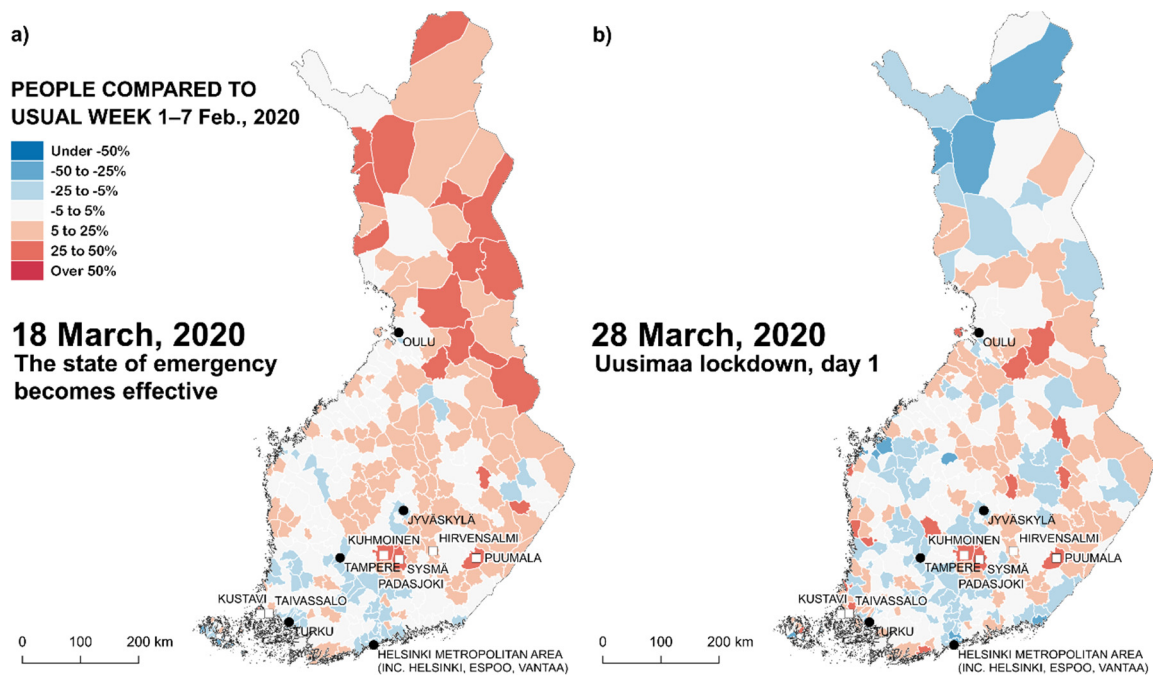 a)
PEOPLE COMPARED TO
USUAL WEEK 1–7 Feb., 2020
Under -50%
-50 to -25%
-25 to -5%
-5 to 5%
5 to 25%
25 to 50%
Over 50%
18 March, 2020
The state of emergency
becomes effective
OULU
JYVÄSKYLÄ
KUHMOINEN
HIRVENSALMI
TAMPERE
SYSMÄ
PUUMALA
PADASJOKI
KUSTAVI
TAIVASSALO
TURKU
HELSINKI METROPOLITAN AREA
(INC. HELSINKI, ESPOO, VANTAA)
0 100 200 km
b)
28 March, 2020
Uusimaa lockdown, day 1
OULU
JYVÄSKYLÄ
KUHMOINEN
HIRVENSALMI
TAMPERE
SYSMÄ
PUUMALA
PADASJOKI
KUSTAVI
TAIVASSALO
TURKU
HELSINKI METROPOLITAN AREA
(INC. HELSINKI, ESPOO, VANTAA)
0 100 200 km